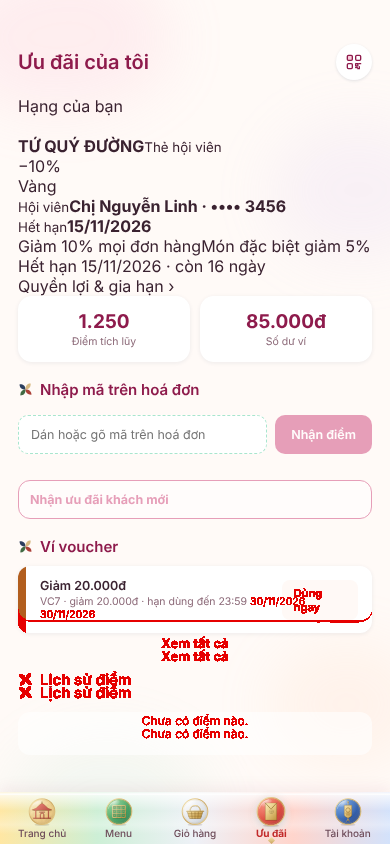 Ưu đãi của tôi
Hạng của bạn
TỨ QUÝ ĐƯỜNGThẻ hội viên
−10%
Vàng
Hội viênChị Nguyễn Linh · •••• 3456
Hết hạn15/11/2026
Giảm 10% mọi đơn hàngMón đặc biệt giảm 5%
Hết hạn 15/11/2026 · còn 16 ngày
Quyền lợi & gia hạn ›
1.250
Điểm tích lũy
85.000đ
Số dư ví
Nhập mã trên hoá đơn
Dán hoặc gõ mã trên hoá đơn
Nhận điểm
Nhận ưu đãi khách mới
Ví voucher
Giảm 20.000đ
VC7 · giảm 20.000đ · hạn dùng đến 23:59 30/11/2026
30/11/2026
Dùng ngay
Xem tất cả
Xem tất cả
Lịch sử điểm
Lịch sử điểm
Chưa có điểm nào.
Chưa có điểm nào.
Trang chủ
Menu
Giỏ hàng
Ưu đãi
Tài khoản